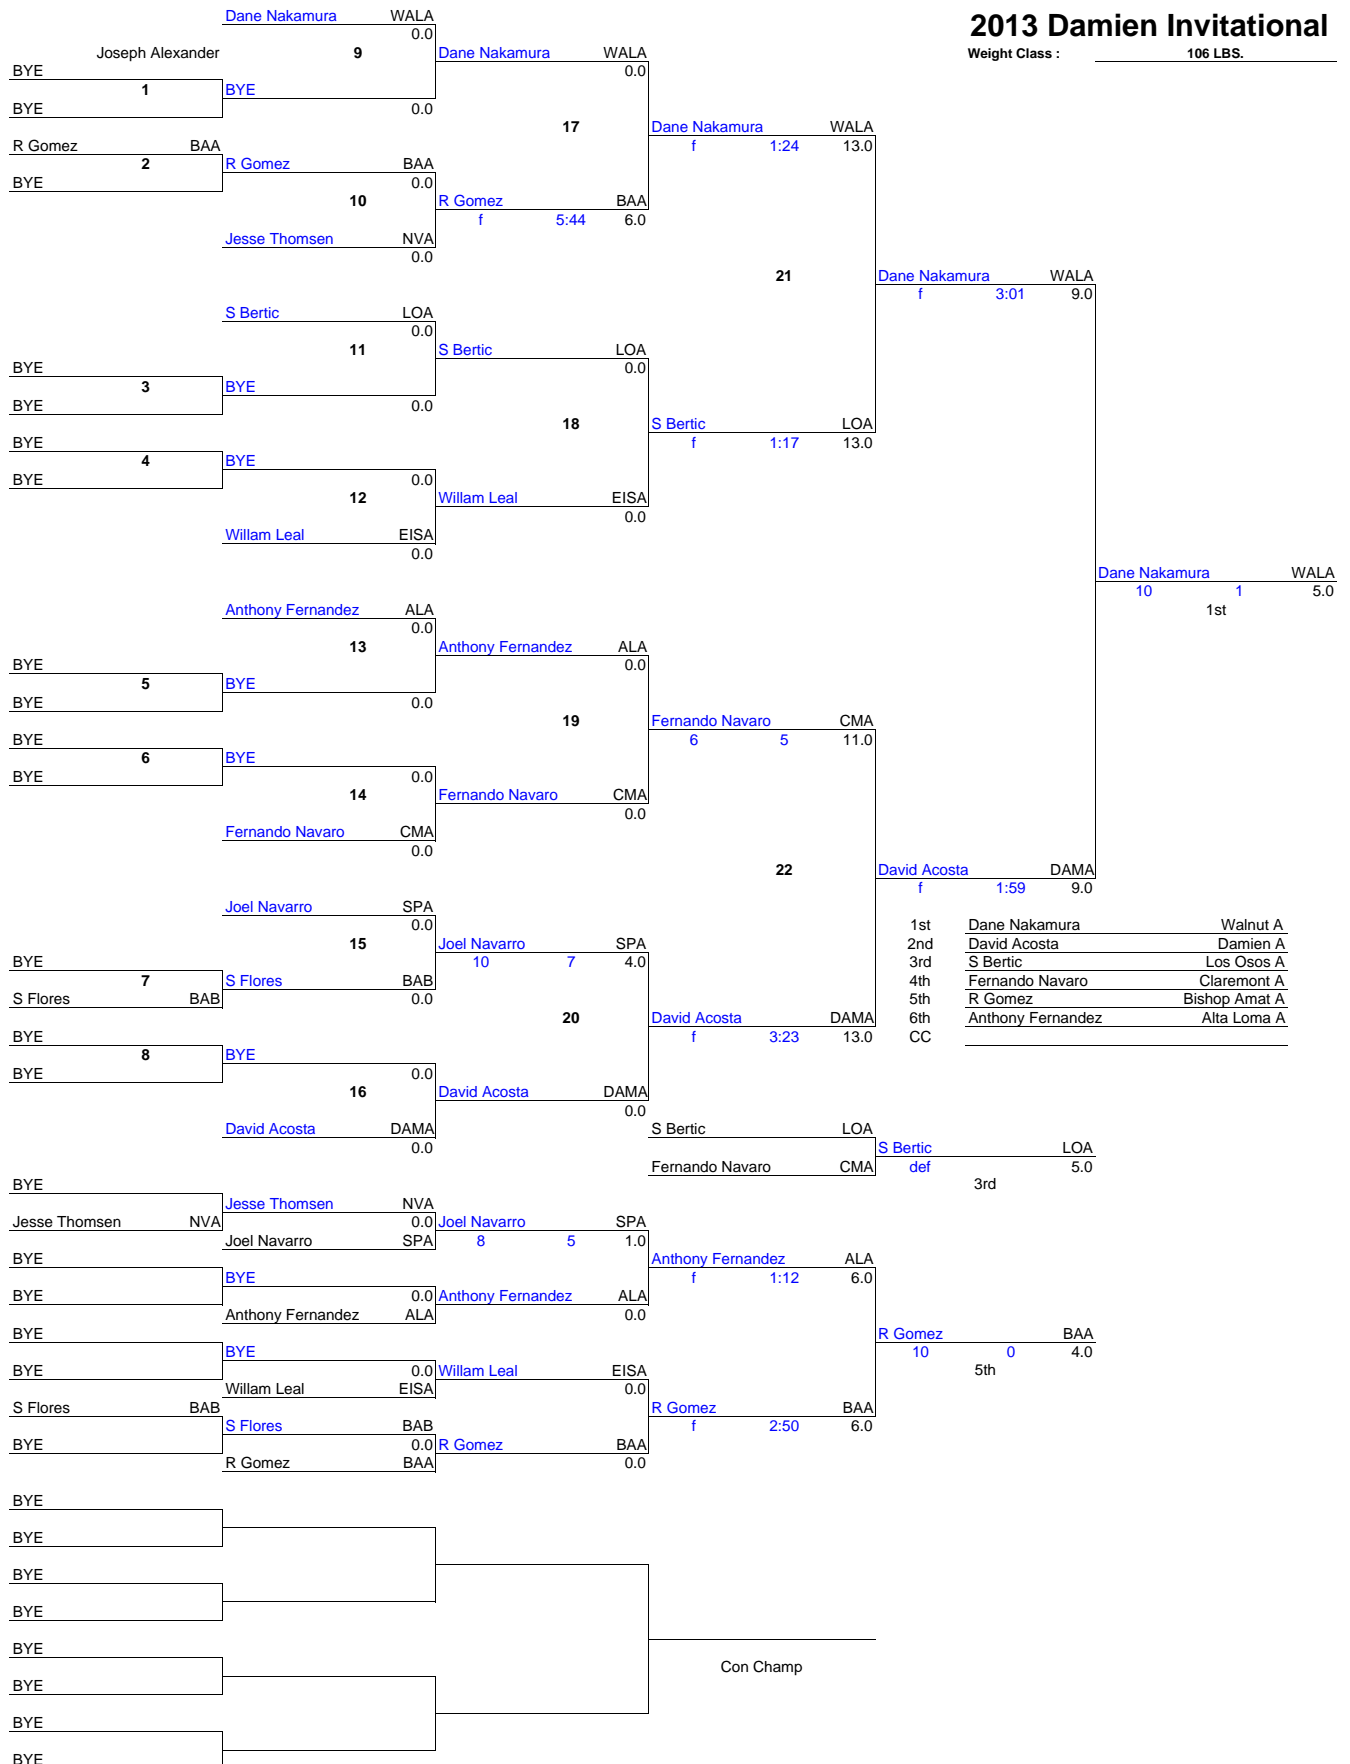 Dane Nakamura WALA
2013 Damien Invitational
0.0
Joseph Alexander 9 Dane Nakamura WALA
Weight Class : 106 LBS.
BYE 0.0
1 BYE
BYE 0.0
17 Dane Nakamura WALA
R Gomez BAA f 1:24 13.0
2 R Gomez BAA
BYE 0.0
10 R Gomez BAA
f 5:44 6.0
Jesse Thomsen NVA
0.0
21 Dane Nakamura WALA
f 3:01 9.0
S Bertic LOA
0.0
11 S Bertic LOA
BYE 0.0
3 BYE
BYE 0.0
18 S Bertic LOA
BYE f 1:17 13.0
4 BYE
BYE 0.0
12 Willam Leal EISA
0.0
Willam Leal EISA
0.0
Dane Nakamura WALA
10 1 5.0
1st
Anthony Fernandez ALA
0.0
13 Anthony Fernandez ALA
BYE 0.0
5 BYE
BYE 0.0
19 Fernando Navaro CMA
BYE 6 5 11.0
6 BYE
BYE 0.0
14 Fernando Navaro CMA
0.0
Fernando Navaro CMA
0.0
22 David Acosta DAMA
f 1:59 9.0
Joel Navarro SPA
0.0
1st Dane Nakamura Walnut A
15 Joel Navarro SPA
2nd David Acosta Damien A
BYE 10 7 4.0
3rd S Bertic Los Osos A
7 S Flores BAB
4th Fernando Navaro Claremont A
S Flores BAB 0.0
5th R Gomez Bishop Amat A
20 David Acosta DAMA
6th Anthony Fernandez Alta Loma A
BYE f 3:23 13.0
CC
8 BYE
BYE 0.0
16 David Acosta DAMA
0.0
David Acosta DAMA
S Bertic LOA
0.0
S Bertic LOA
Fernando Navaro CMA
def 5.0
3rd
BYE
Jesse Thomsen NVA
Jesse Thomsen NVA
0.0 Joel Navarro SPA
Joel Navarro SPA
8 5 1.0
BYE
Anthony Fernandez ALA
BYE
f 1:12 6.0
BYE
0.0 Anthony Fernandez ALA
Anthony Fernandez ALA
0.0
BYE
R Gomez BAA
BYE
10 0 4.0
BYE
0.0 Willam Leal EISA
5th
Willam Leal EISA
0.0
S Flores BAB
R Gomez BAA
S Flores BAB
f 2:50 6.0
BYE
0.0 R Gomez BAA
R Gomez BAA
0.0
BYE
BYE
BYE
BYE
BYE
Con Champ
BYE
BYE
BYE